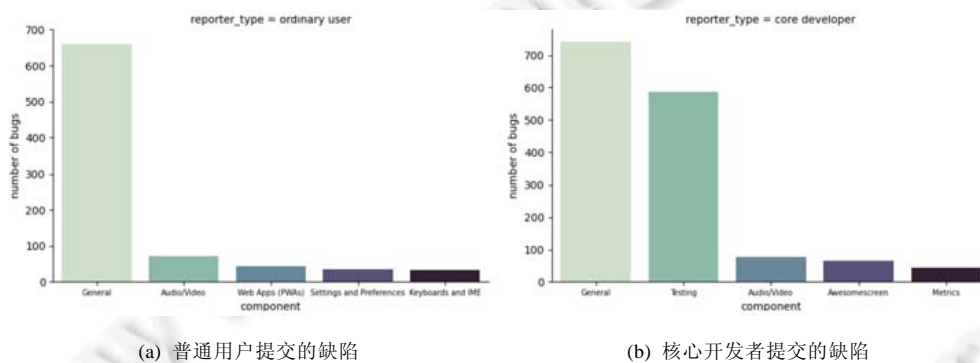 reporter_type = ordinary user
700
600
500
400
300
200
100
0
number of bugs
General
Audio/Video
Web Apps (PWAs)
Settings and Preferences
Keyboards and IME
component
(a) 普通用户提交的缺陷
reporter_type = core developer
700
600
500
400
300
200
100
0
number of bugs
General
Testing
Audio/Video
Awesomescreen
Metrics
component
(b) 核心开发者提交的缺陷